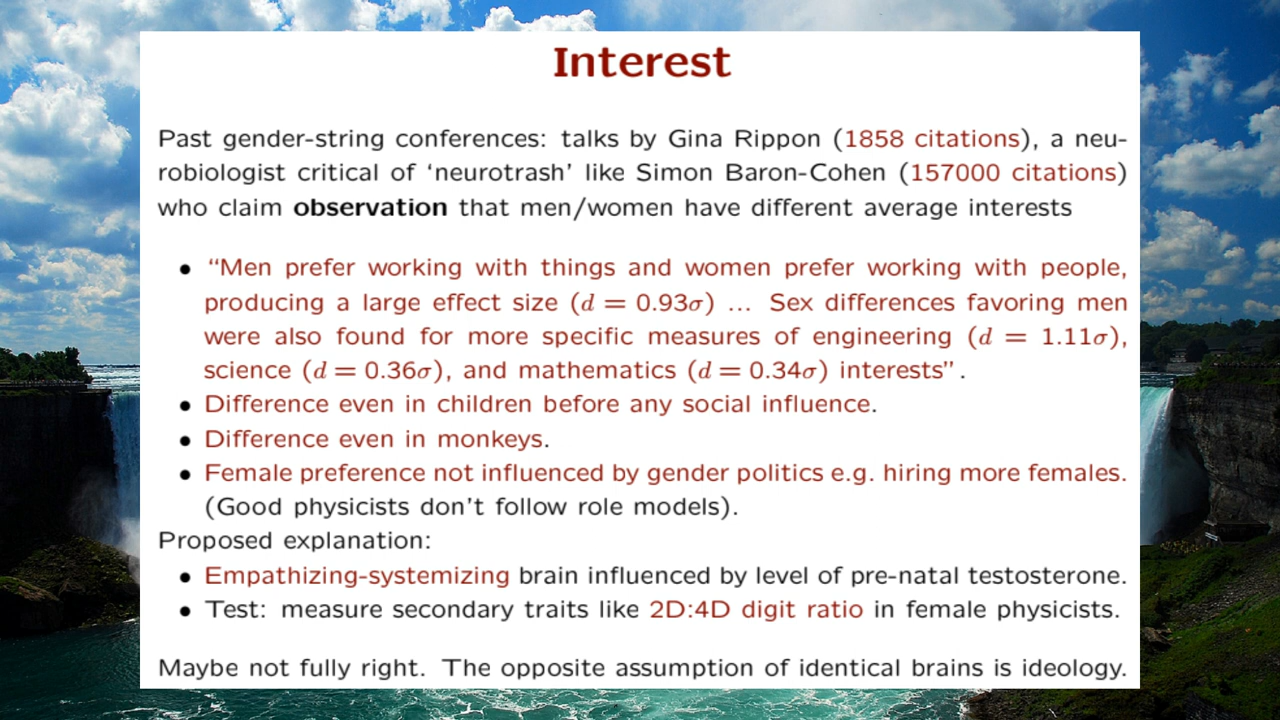 Interest
Past gender-string conferences: talks by Gina Rippon (1858 citations), a neu-
robiologist critical of ‘neurotrash’ like Simon Baron-Cohen (157000 citations)
who claim observation that men/women have different average interests
• “Men prefer working with things and women prefer working with people,
producing a large effect size (d = 0.93σ) ... Sex differences favoring men
were also found for more specific measures of engineering (d = 1.11σ),
science (d = 0.36σ), and mathematics (d = 0.34σ) interests”.
• Difference even in children before any social influence.
• Difference even in monkeys.
• Female preference not influenced by gender politics e.g. hiring more females.
(Good physicists don’t follow role models).
Proposed explanation:
• Empathizing-systemizing brain influenced by level of pre-natal testosterone.
• Test: measure secondary traits like 2D:4D digit ratio in female physicists.
Maybe not fully right. The opposite assumption of identical brains is ideology.